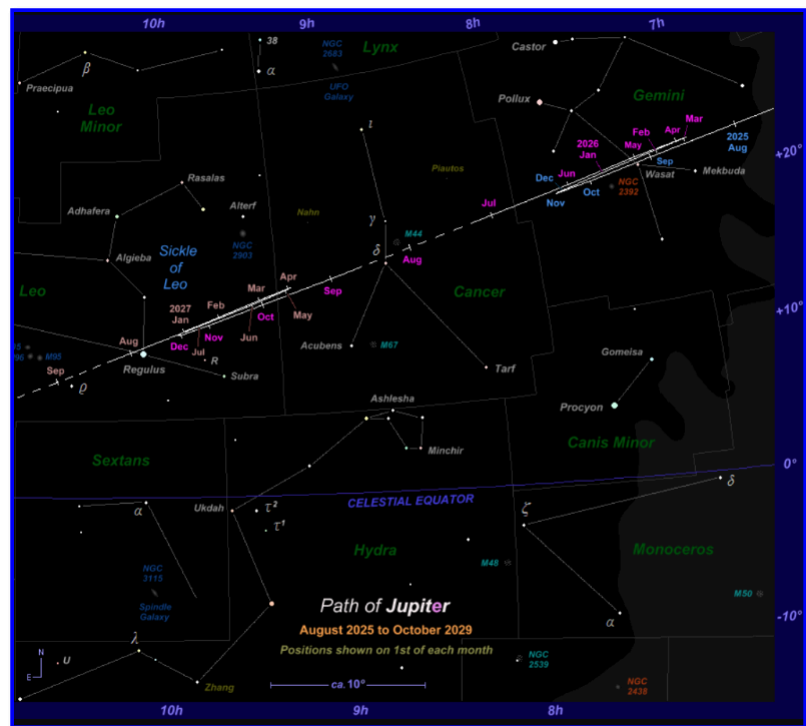 10h 9h 8h 7h
38
α
β
Praecipua
Leo
Minor
NGC
2683
UFO
Galaxy
Lynx
Castor
Pollux
Gemini
Mar
Apr
Feb
May
2026
Jan
2025
Aug
+20°
Sep
Wasat
Mekbuda
Dec
Jun
Oct
Nov
NGC
2392
ι
Piautos
Rasalas
Adhafera
Alterf
Nahn
γ
M44
Jul
Algieba
NGC
2903
δ
Aug
Sickle
of
Leo
Leo
Cancer
Apr
Mar
Sep
2027
Jan
Feb
Oct
May
Nov
Jun
Dec
Jul
Aug
R
Regulus
Subra
M95
96
Sep
ϱ
Acubens
M67
Tarf
+10°
Gomeisa
Procyon
Canis Minor
Ashlesha
Minchir
Sextans
0°
CELESTIAL EQUATOR
α
Ukdah
τ²
τ¹
ζ
δ
Hydra
Monoceros
NGC
3115
Spindle
Galaxy
M48
M50
α
-10°
Path of Jupiter
August 2025 to October 2029
Positions shown on 1st of each month
λ
U
N
E
Zhang
ca. 10°
NGC
2539
NGC
2438
10h 9h 8h 7h